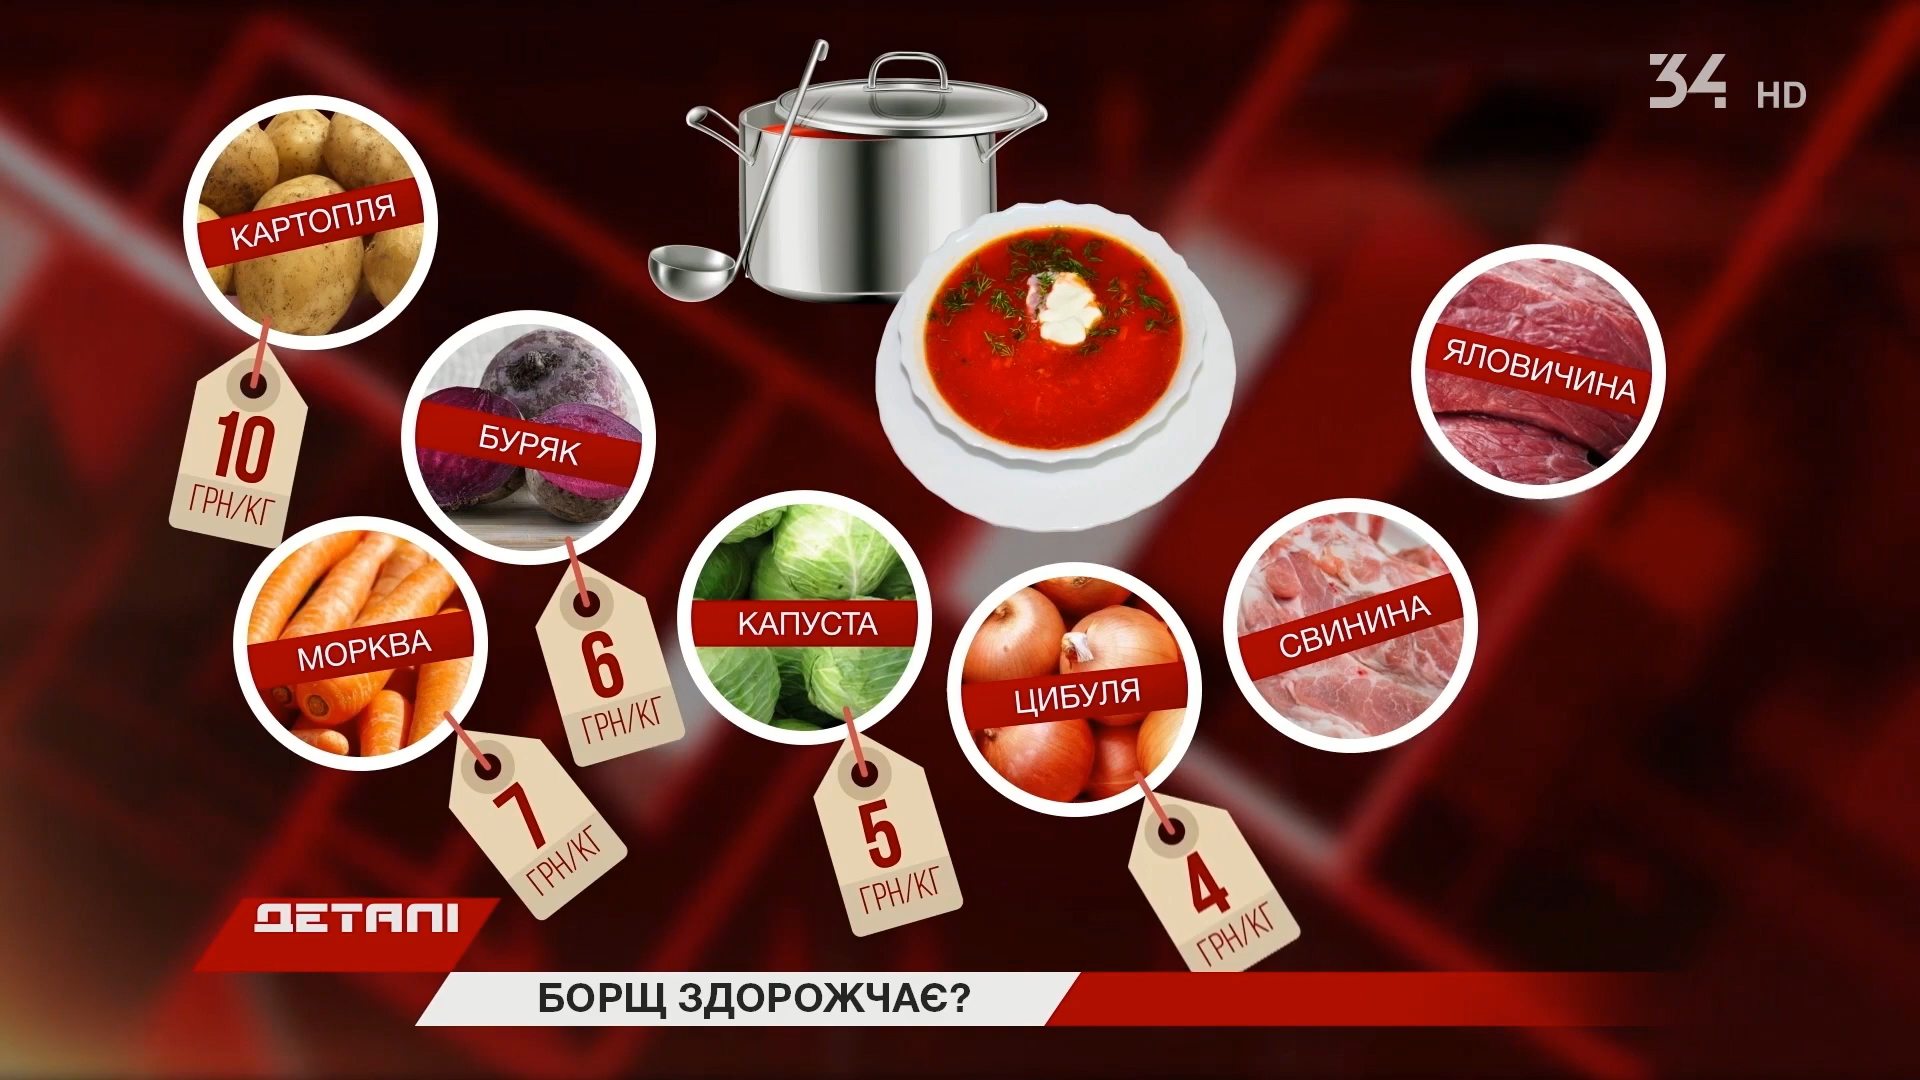 34 HD
КАРТОПЛЯ
10
ГРН/КГ
БУРЯК
6
ГРН/КГ
МОРКВА
7
ГРН/КГ
КАПУСТА
5
ГРН/КГ
ЦИБУЛЯ
4
ГРН/КГ
СВИНИНА
ЯЛОВИЧИНА
ДЕТАЛІ
БОРЩ ЗДОРОЖЧАЄ?